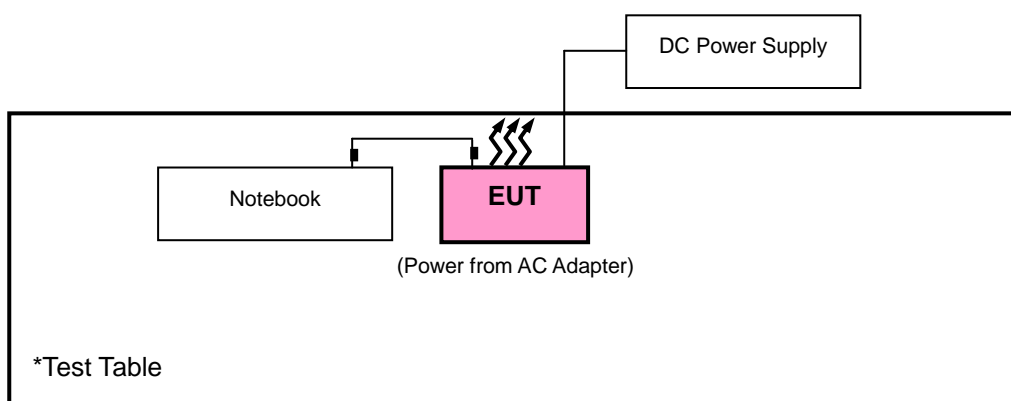 DC Power Supply
Notebook
EUT
(Power from AC Adapter)
*Test Table